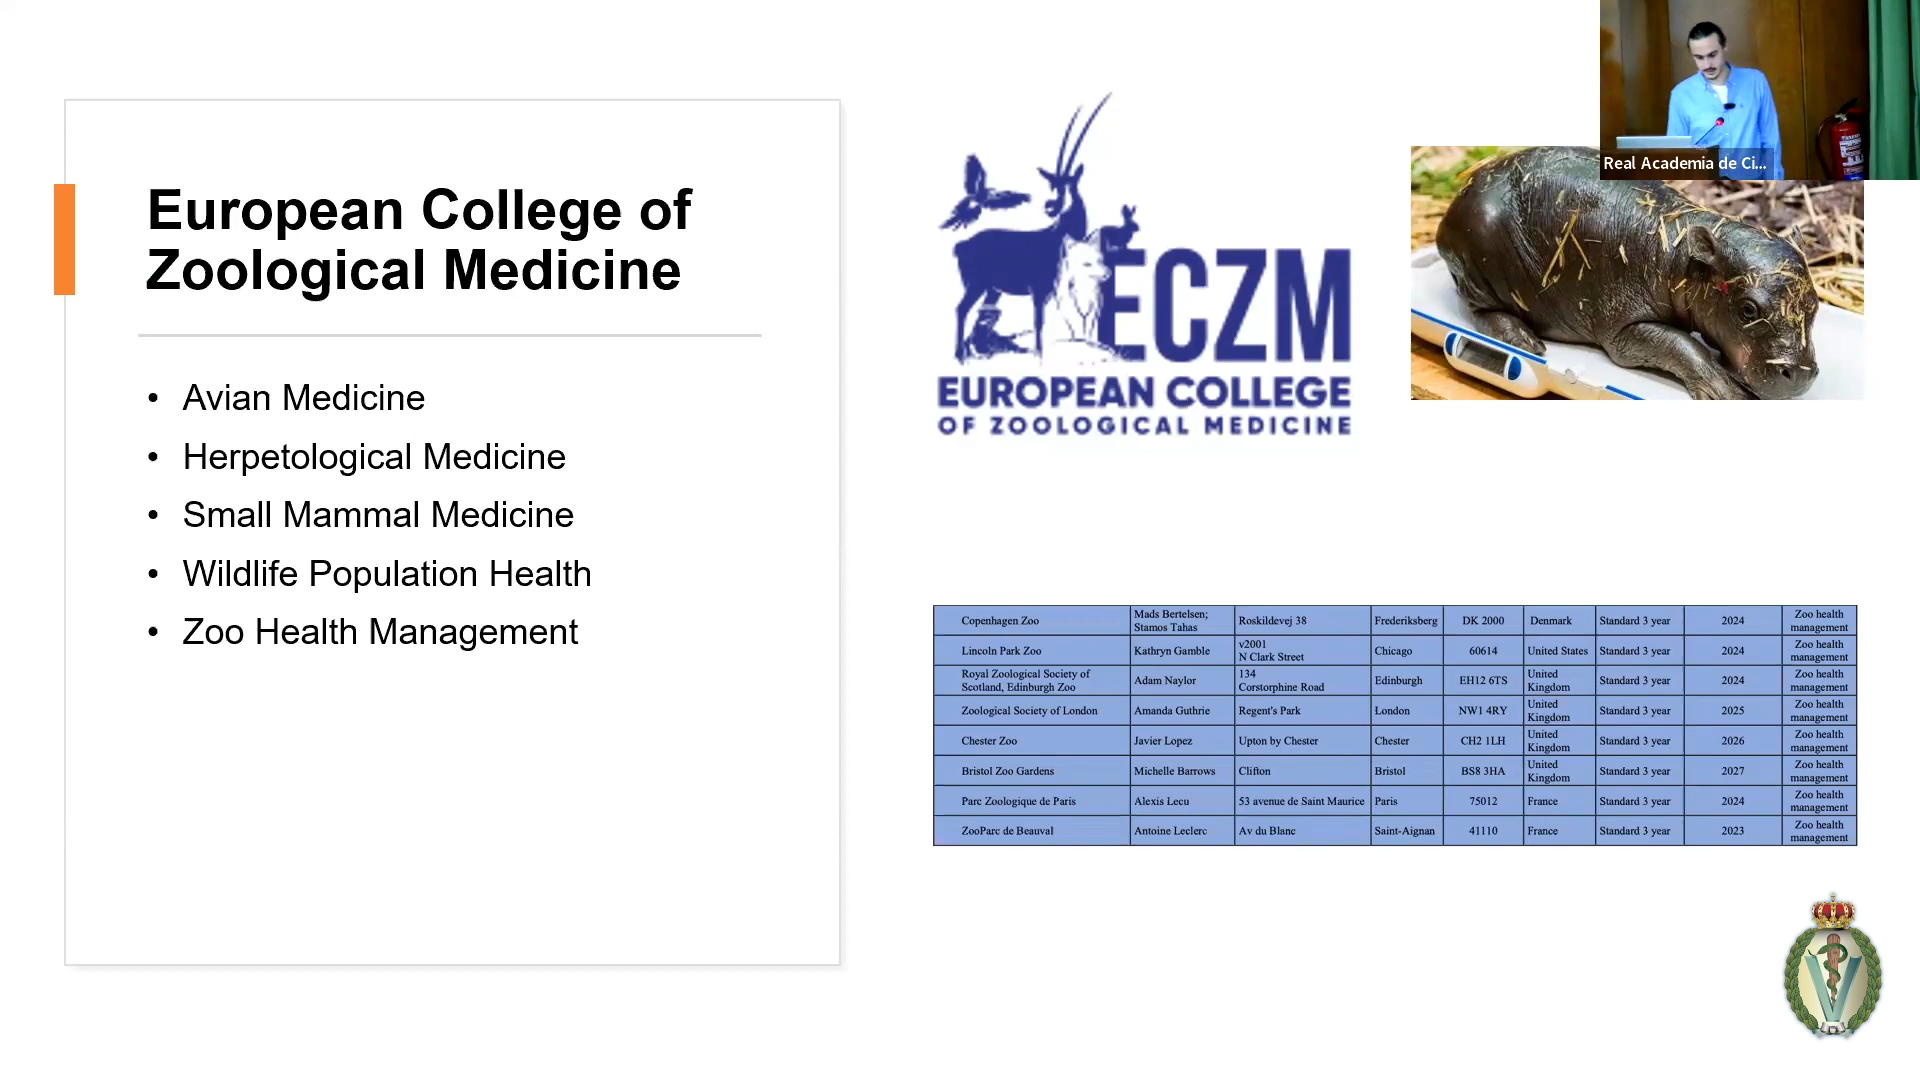 Real Academia de Ci...
European College of
Zoological Medicine
• Avian Medicine
• Herpetological Medicine
• Small Mammal Medicine
• Wildlife Population Health
• Zoo Health Management
ECZM
EUROPEAN COLLEGE
OF ZOOLOGICAL MEDICINE
Copenhagen Zoo Mads Bertelsen; Stamos Tahas Roskildevej 38 Frederiksberg DK 2000 Denmark Standard 3 year 2024 Zoo health management
Lincoln Park Zoo Kathryn Gamble v2001 N Clark Street Chicago 60614 United States Standard 3 year 2024 Zoo health management
Royal Zoological Society of Scotland, Edinburgh Zoo Adam Naylor 134 Corstorphine Road Edinburgh EH12 6TS United Kingdom Standard 3 year 2024 Zoo health management
Zoological Society of London Amanda Guthrie Regent's Park London NW1 4RY United Kingdom Standard 3 year 2025 Zoo health management
Chester Zoo Javier Lopez Upton by Chester Chester CH2 1LH United Kingdom Standard 3 year 2026 Zoo health management
Bristol Zoo Gardens Michelle Barrows Clifton Bristol BS8 3HA United Kingdom Standard 3 year 2027 Zoo health management
Parc Zoologique de Paris Alexis Lecu 53 avenue de Saint Maurice Paris 75012 France Standard 3 year 2024 Zoo health management
ZooParc de Beauval Antoine Leclerc Av du Blanc Saint-Aignan 41110 France Standard 3 year 2023 Zoo health management
V